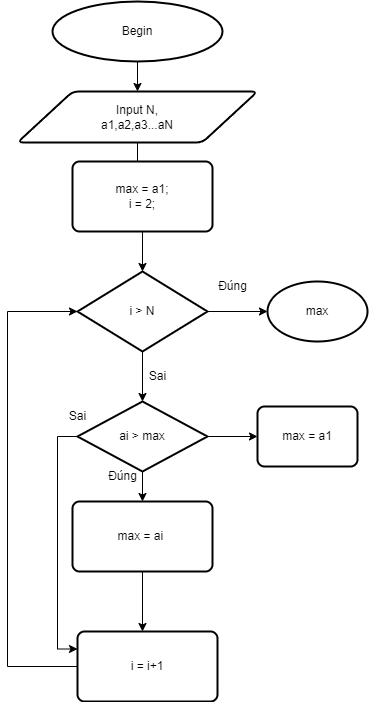 Begin
Input N,
a1,a2,a3...aN
max = a1;
i = 2;
Đúng
i > N
max
Sai
Sai
ai > max
max = a1
Đúng
max = ai
i = i+1